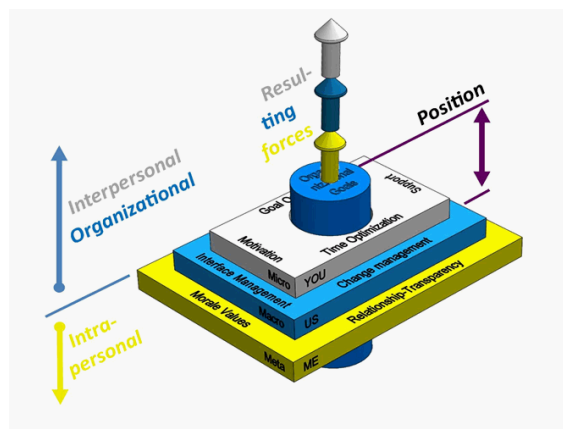 Resul-
ting
forces
Position
Interpersonal
Organizational
Goals
Goal
Support
Motivation
Time Optimization
Micro
YOU
Interface Management
Change management
Macro
US
Morale Values
Relationship-Transparency
Meta
ME
Intra-
personal